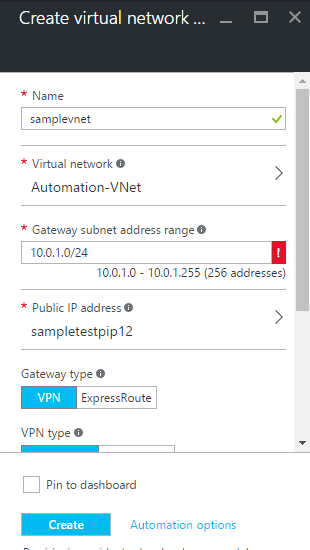 Create virtual network ...
* Name
samplevnet
* Virtual network
Automation-VNet
* Gateway subnet address range
10.0.1.0/24
10.0.1.0 - 10.0.1.255 (256 addresses)
* Public IP address
sampletestpip12
Gateway type
VPN ExpressRoute
VPN type
Pin to dashboard
Create Automation options